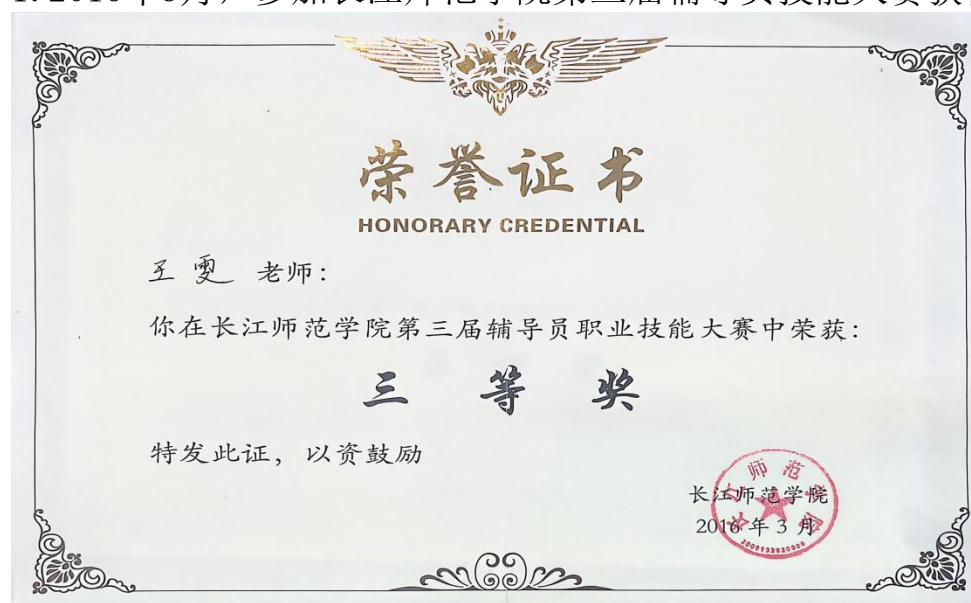 荣誉证书
HONORARY CREDENTIAL
王雯 老师：
你在长江师范学院第三届辅导员职业技能大赛中荣获：
三等奖
特发此证，以资鼓励
长江师范学院
2016年3月